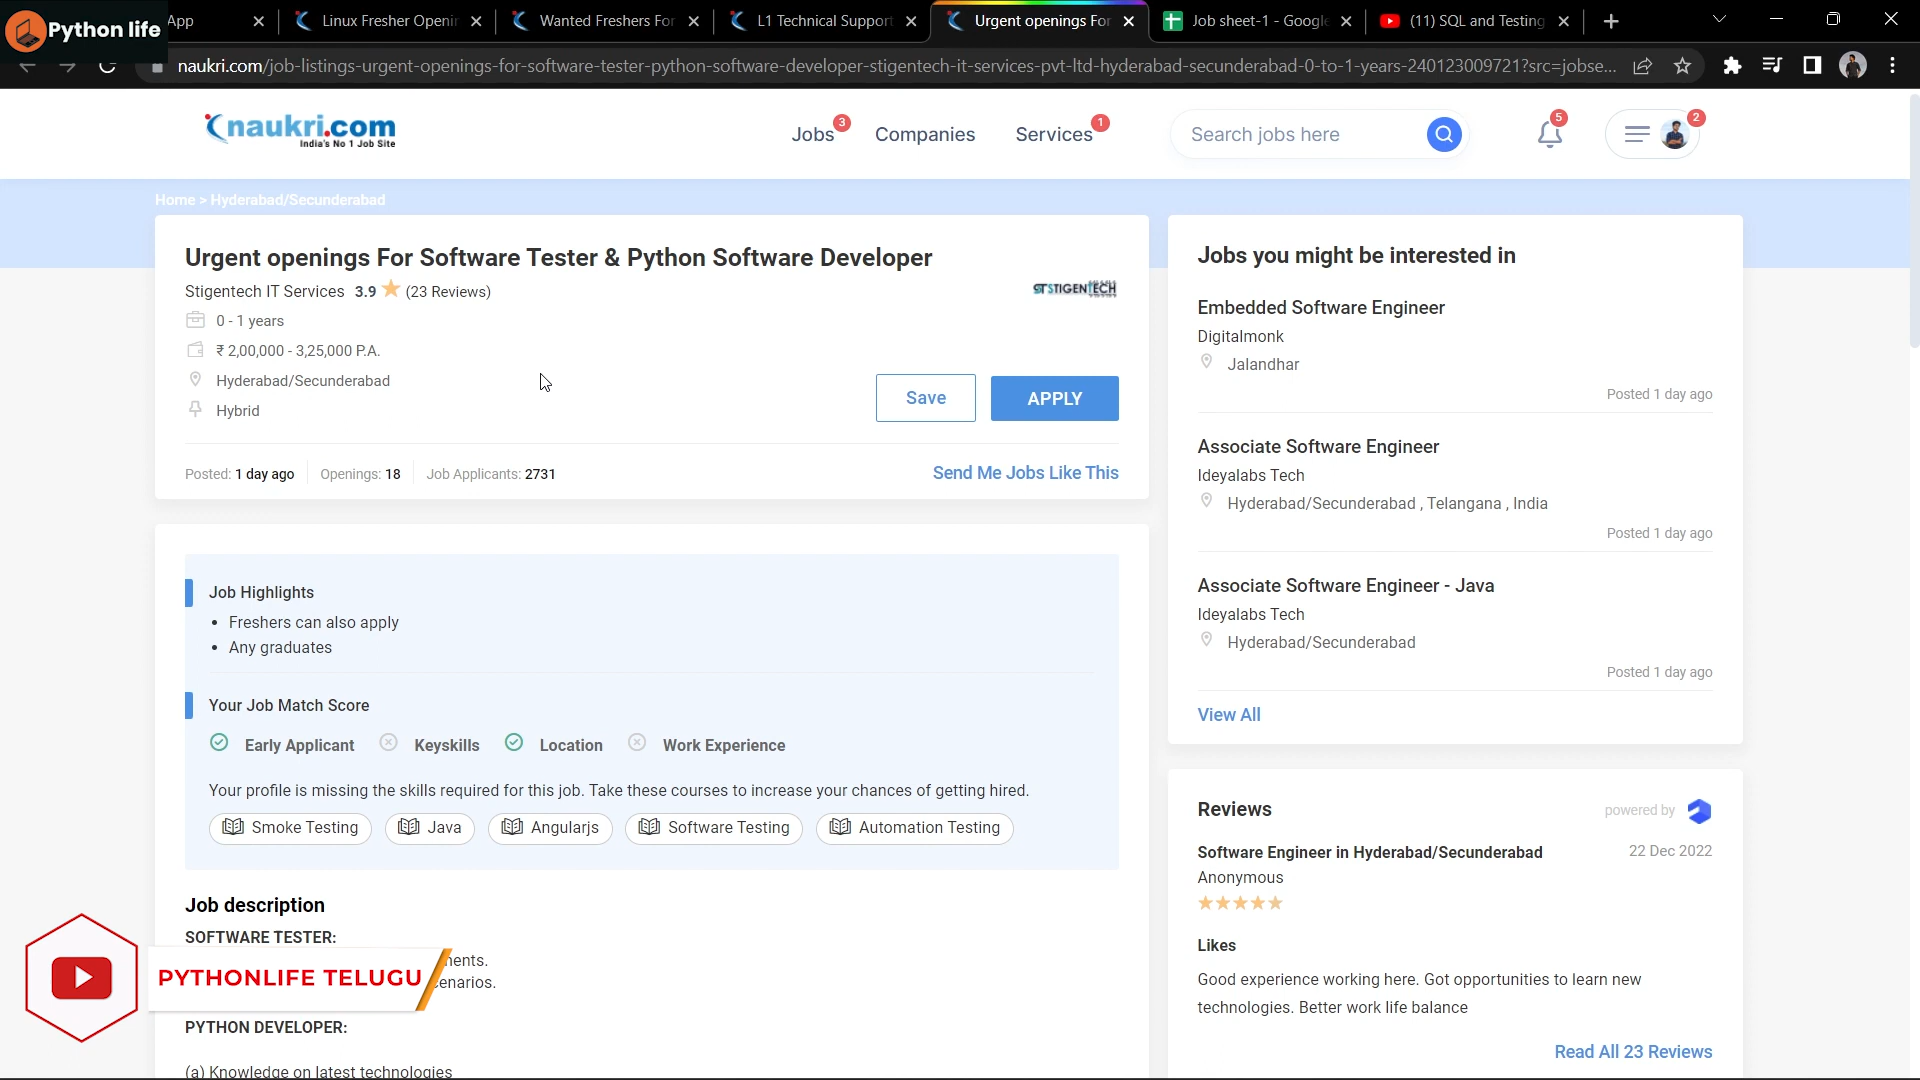 Python life
App
Linux Fresher Openin
Wanted Freshers For
L1 Technical Support
Urgent openings For
Job sheet-1 - Google
(11) SQL and Testing
naukri.com/job-listings-urgent-openings-for-software-tester-python-software-developer-stigentech-it-services-pvt-ltd-hyderabad-secunderabad-0-to-1-years-240123009721?src=jobse...
naukri.com
India's No 1 Job Site
Jobs 3
Companies
Services 1
Search jobs here
5
2
Home > Hyderabad/Secunderabad
Urgent openings For Software Tester & Python Software Developer
Stigentech IT Services 3.9 (23 Reviews)
STIGENTECH
0 - 1 years
₹ 2,00,000 - 3,25,000 P.A.
Hyderabad/Secunderabad
Hybrid
Save
APPLY
Posted: 1 day ago
Openings: 18
Job Applicants: 2731
Send Me Jobs Like This
Job Highlights
• Freshers can also apply
• Any graduates
Your Job Match Score
Early Applicant
Keyskills
Location
Work Experience
Your profile is missing the skills required for this job. Take these courses to increase your chances of getting hired.
Smoke Testing
Java
Angularjs
Software Testing
Automation Testing
Job description
SOFTWARE TESTER:
PYTHONLIFE TELUGU
PYTHON DEVELOPER:
(a) Knowledge on latest technologies
Jobs you might be interested in
Embedded Software Engineer
Digitalmonk
Jalandhar
Posted 1 day ago
Associate Software Engineer
Ideyalabs Tech
Hyderabad/Secunderabad , Telangana , India
Posted 1 day ago
Associate Software Engineer - Java
Ideyalabs Tech
Hyderabad/Secunderabad
Posted 1 day ago
View All
Reviews
powered by
Software Engineer in Hyderabad/Secunderabad
22 Dec 2022
Anonymous
Likes
Good experience working here. Got opportunities to learn new
technologies. Better work life balance
Read All 23 Reviews